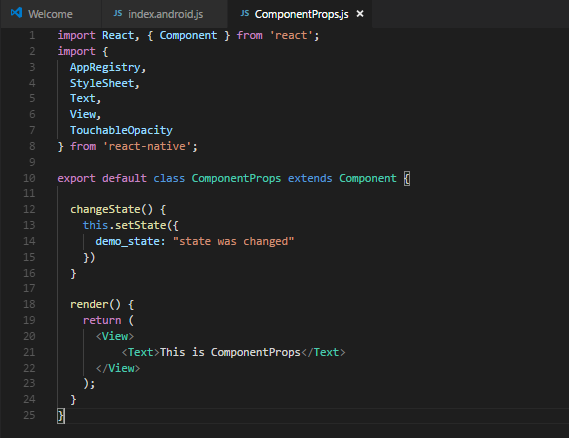 Welcome JS index.android.js JS ComponentProps.js ×
1 import React, { Component } from 'react';
2 import {
3 AppRegistry,
4 StyleSheet,
5 Text,
6 View,
7 TouchableOpacity
8 } from 'react-native';
9
10 export default class ComponentProps extends Component {
11
12 changeState() {
13 this.setState({
14 demo_state: "state was changed"
15 })
16 }
17
18 render() {
19 return (
20 <View>
21 <Text>This is ComponentProps</Text>
22 </View>
23 );
24 }
25 }